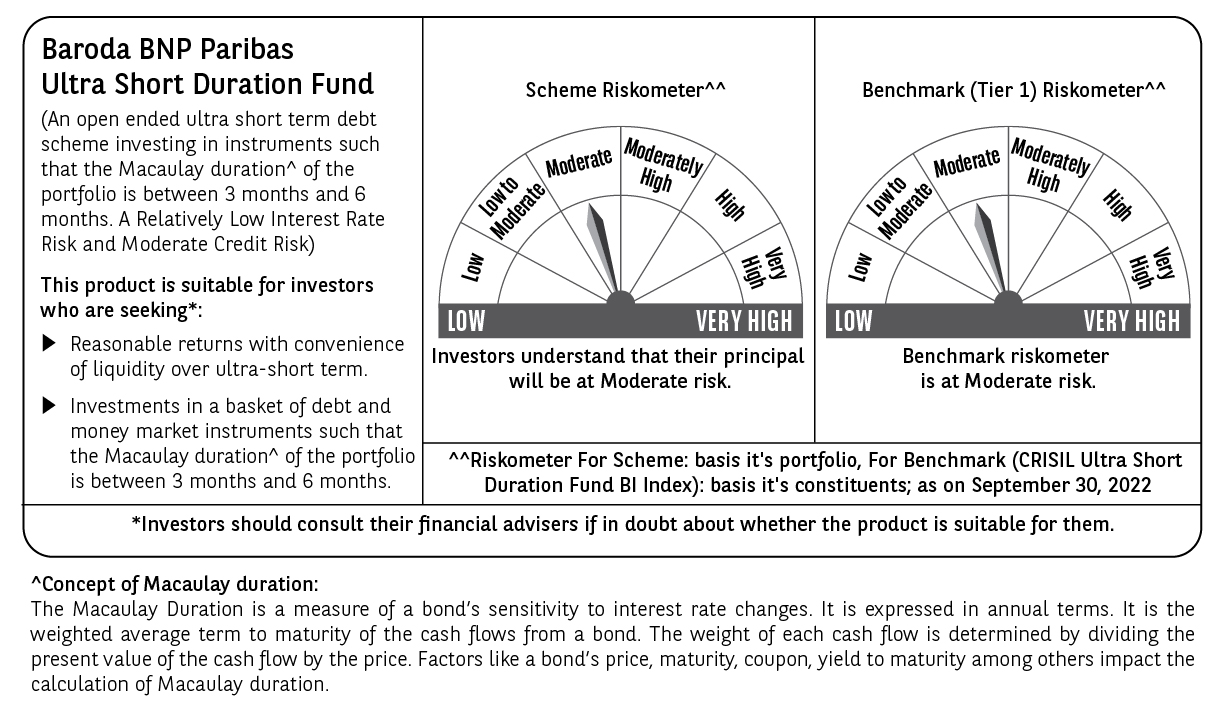 Baroda BNP Paribas
Ultra Short Duration Fund
(An open ended ultra short term debt
scheme investing in instruments such
that the Macaulay duration^ of the
portfolio is between 3 months and 6
months. A Relatively Low Interest Rate
Risk and Moderate Credit Risk)
This product is suitable for investors
who are seeking*:
Reasonable returns with convenience
of liquidity over ultra-short term.
Investments in a basket of debt and
money market instruments such that
the Macaulay duration^ of the portfolio
is between 3 months and 6 months.
Scheme Riskometer^^
Low
Low to
Moderate
Moderate
Moderately
High
High
Very
High
LOW VERY HIGH
Investors understand that their principal
will be at Moderate risk.
Benchmark (Tier 1) Riskometer^^
Low
Low to
Moderate
Moderate
Moderately
High
High
Very
High
LOW VERY HIGH
Benchmark riskometer
is at Moderate risk.
^^Riskometer For Scheme: basis it's portfolio, For Benchmark (CRISIL Ultra Short
Duration Fund BI Index): basis it's constituents; as on September 30, 2022
*Investors should consult their financial advisers if in doubt about whether the product is suitable for them.
^Concept of Macaulay duration:
The Macaulay Duration is a measure of a bond's sensitivity to interest rate changes. It is expressed in annual terms. It is the
weighted average term to maturity of the cash flows from a bond. The weight of each cash flow is determined by dividing the
present value of the cash flow by the price. Factors like a bond's price, maturity, coupon, yield to maturity among others impact the
calculation of Macaulay duration.